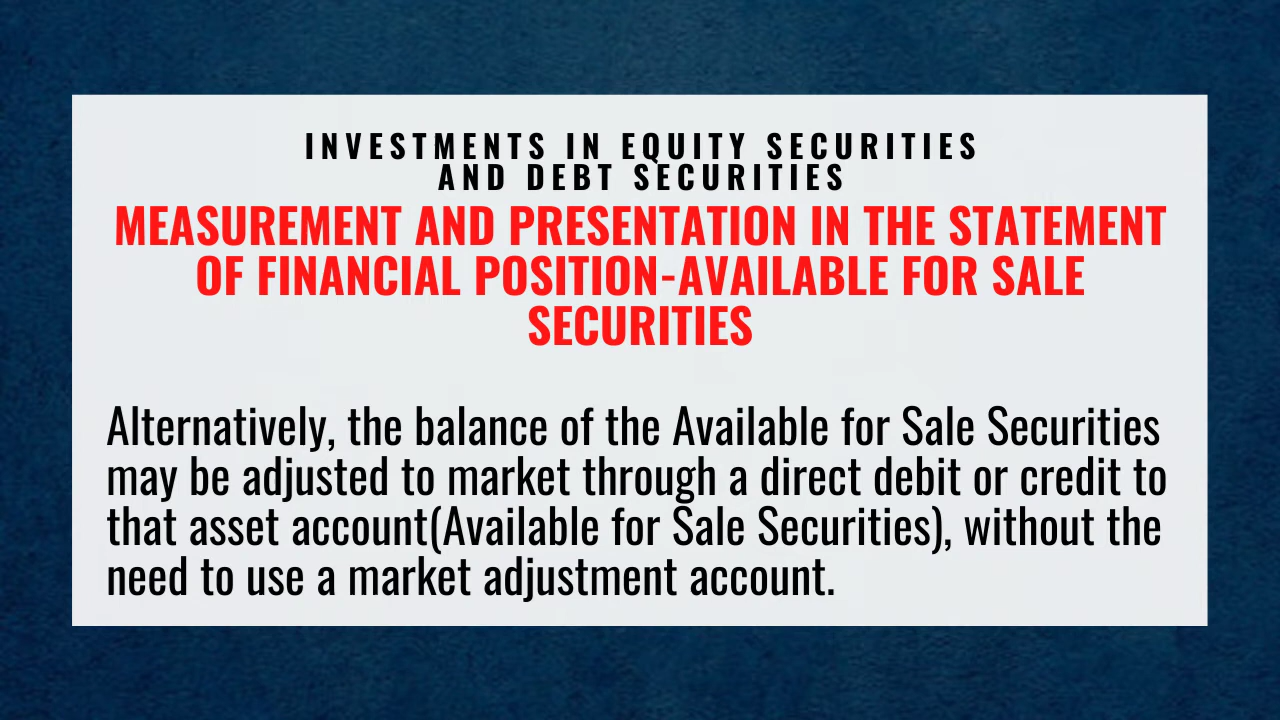 INVESTMENTS IN EQUITY SECURITIES
AND DEBT SECURITIES
MEASUREMENT AND PRESENTATION IN THE STATEMENT
OF FINANCIAL POSITION-AVAILABLE FOR SALE
SECURITIES
Alternatively, the balance of the Available for Sale Securities
may be adjusted to market through a direct debit or credit to
that asset account(Available for Sale Securities), without the
need to use a market adjustment account.